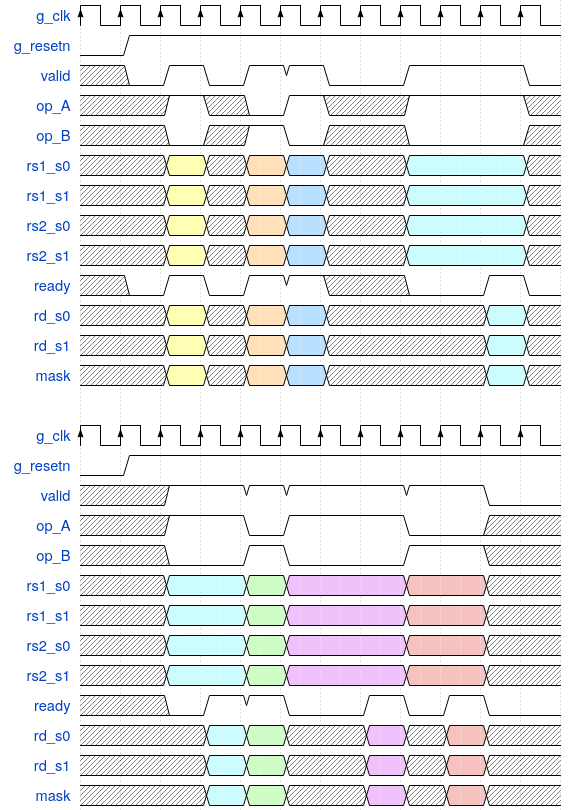 g_clk
g_resetn
valid
op_A
op_B
rs1_s0
rs1_s1
rs2_s0
rs2_s1
ready
rd_s0
rd_s1
mask
g_clk
g_resetn
valid
op_A
op_B
rs1_s0
rs1_s1
rs2_s0
rs2_s1
ready
rd_s0
rd_s1
mask